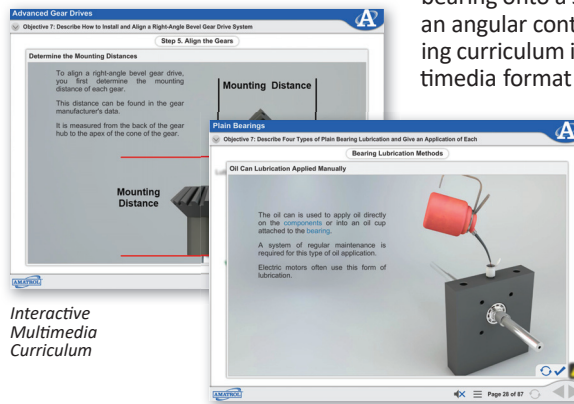 bearing onto a s
an angular cont
ing curriculum i
timedia format
Advanced Gear Drives
A
Objective 7: Describe How to Install and Align a Right-Angle Bevel Gear Drive System
Step 5. Align the Gears
Determine the Mounting Distances
To align a right-angle bevel gear drive,
you first determine the mounting
distance of each gear.
This distance can be found in the gear
manufacturer's data.
It is measured from the back of the gear
hub to the apex of the cone of the gear.
Mounting Distance
Mounting
Distance
AMATROL
Plain Bearings
A
Objective 7: Describe Four Types of Plain Bearing Lubrication and Give an Application of Each
Bearing Lubrication Methods
Oil Can Lubrication Applied Manually
The oil can is used to apply oil directly
on the components or into an oil cup
attached to the bearing.
A system of regular maintenance is
required for this type of oil application.
Electric motors often use this form of
lubrication.
AMATROL
Page 28 of 87
Interactive
Multimedia
Curriculum